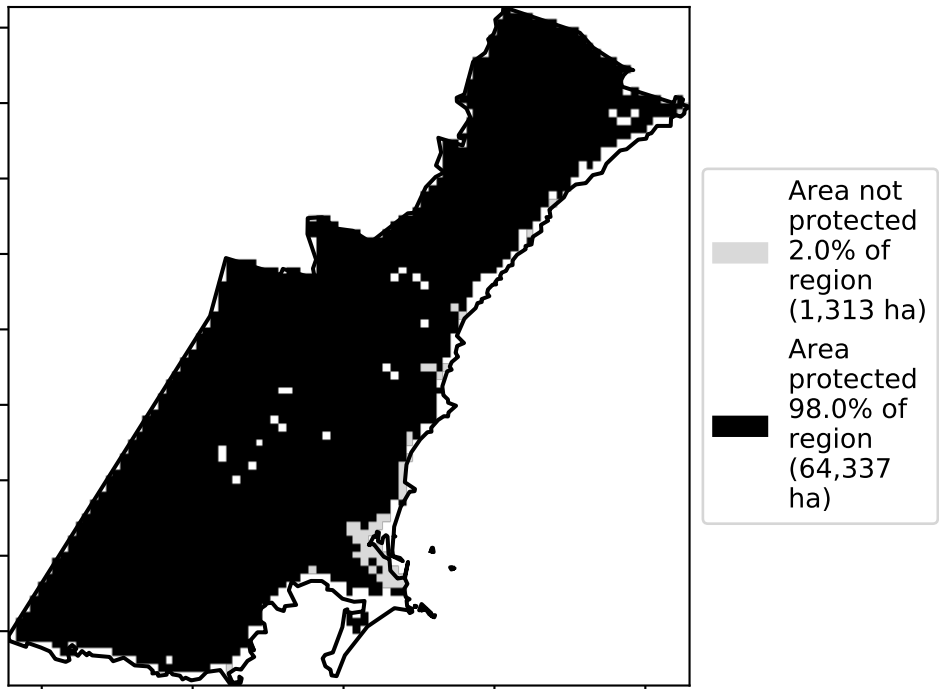 Area not
protected
2.0% of
region
(1,313 ha)
Area
protected
98.0% of
region
(64,337
ha)